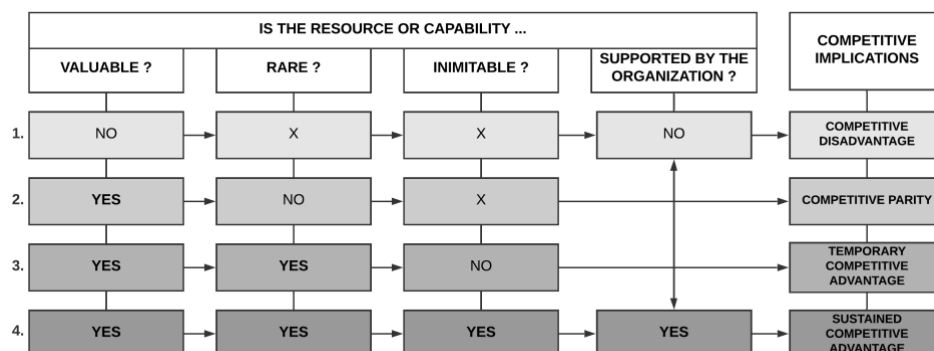 IS THE RESOURCE OR CAPABILITY ...
VALUABLE ?
RARE ?
INIMITABLE ?
SUPPORTED BY THE
ORGANIZATION ?
COMPETITIVE
IMPLICATIONS
1.
NO
X
X
NO
COMPETITIVE
DISADVANTAGE
2.
YES
NO
X
COMPETITIVE PARITY
3.
YES
YES
NO
TEMPORARY
COMPETITIVE
ADVANTAGE
4.
YES
YES
YES
YES
SUSTAINED
COMPETITIVE
ADVANTAGE